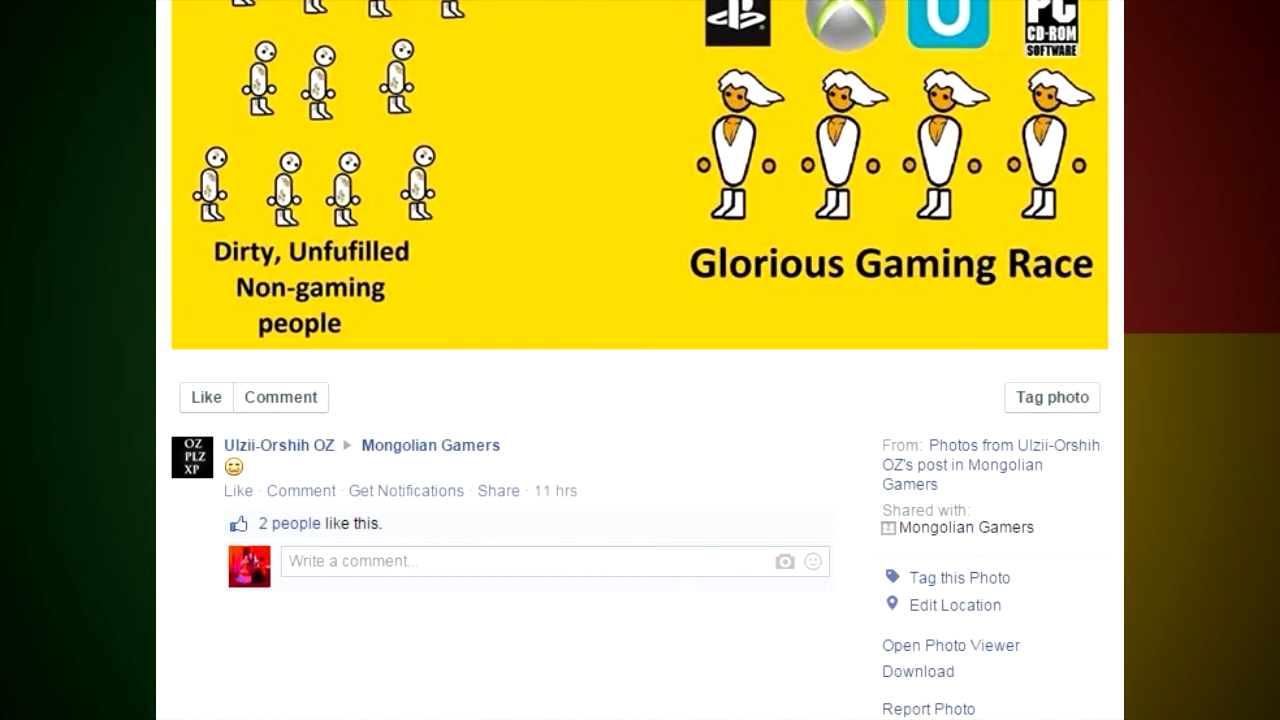 U
PC
CD-ROM
SOFTWARE
Dirty, Unfufilled
Non-gaming
people
Glorious Gaming Race
Like
Comment
Tag photo
OZ
PLZ
XP
Ulzii-Orshih OZ
Mongolian Gamers
Like · Comment · Get Notifications · Share · 11 hrs
2 people like this.
Write a comment...
From: Photos from Ulzii-Orshih
OZ's post in Mongolian
Gamers
Shared with:
Mongolian Gamers
Tag this Photo
Edit Location
Open Photo Viewer
Download
Report Photo